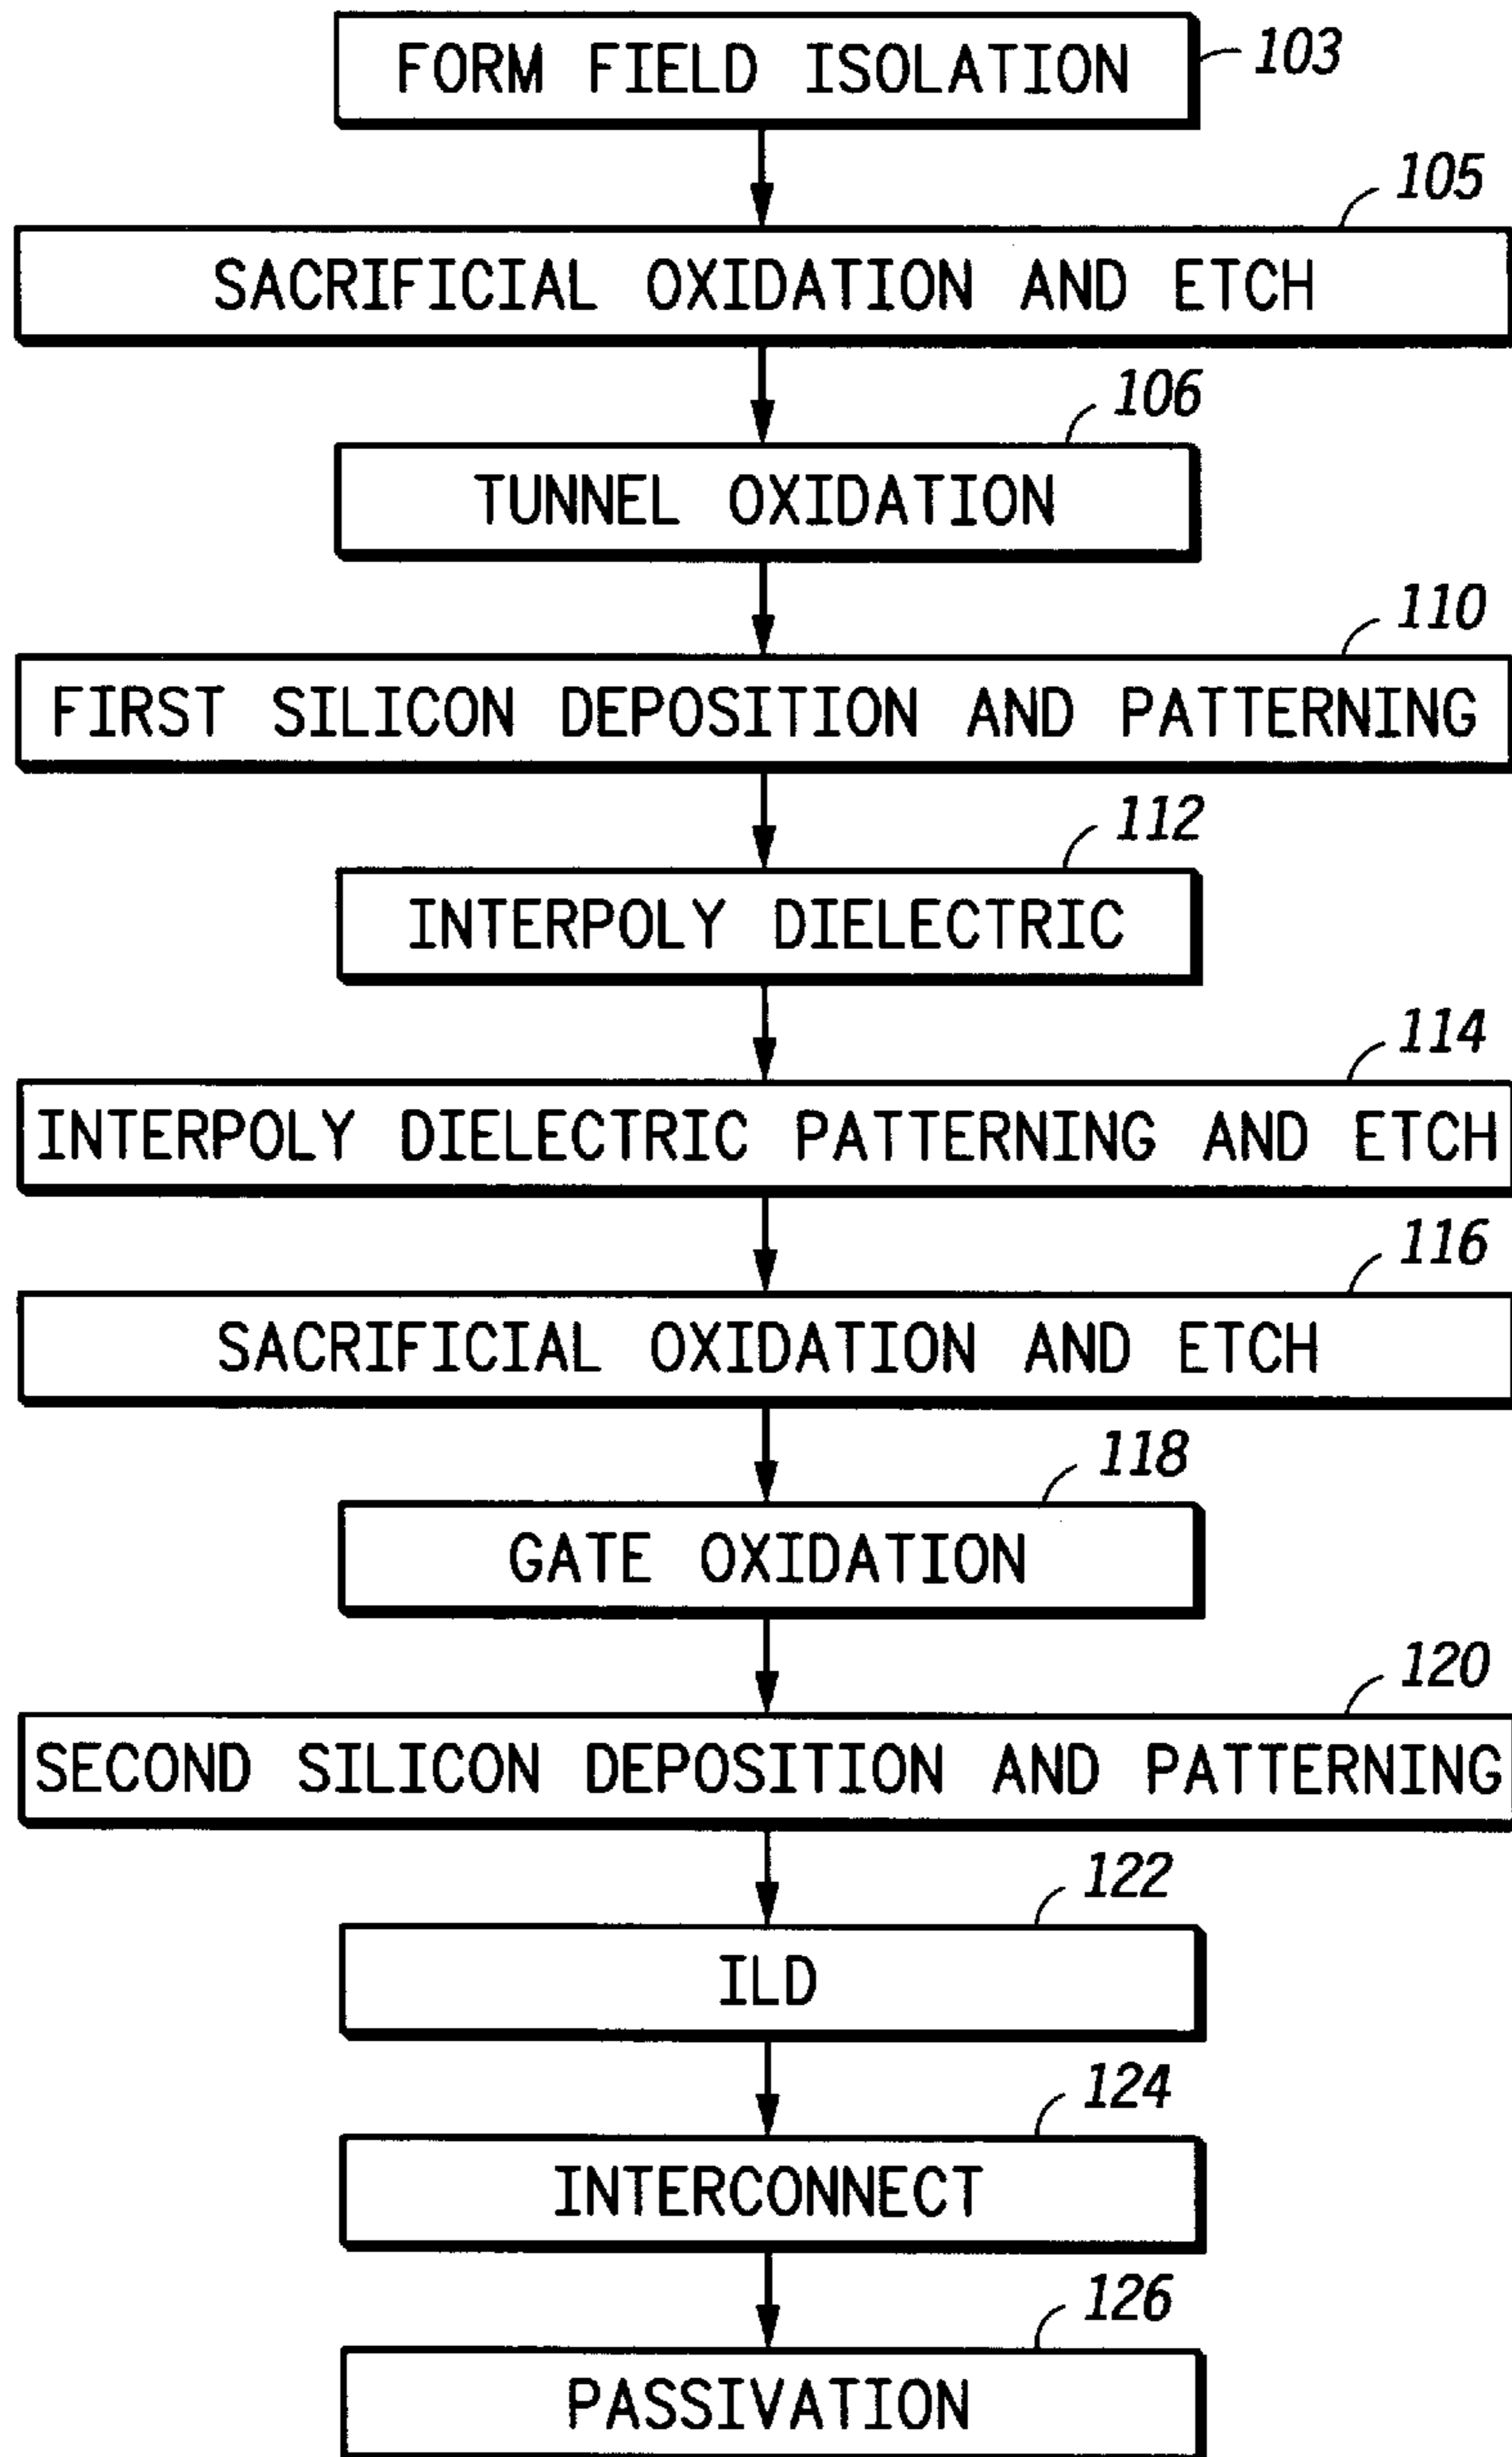 FORM FIELD ISOLATION
103
105
SACRIFICIAL OXIDATION AND ETCH
106
TUNNEL OXIDATION
110
FIRST SILICON DEPOSITION AND PATTERNING
112
INTERPOLY DIELECTRIC
114
INTERPOLY DIELECTRIC PATTERNING AND ETCH
116
SACRIFICIAL OXIDATION AND ETCH
118
GATE OXIDATION
120
SECOND SILICON DEPOSITION AND PATTERNING
122
ILD
124
INTERCONNECT
126
PASSIVATION